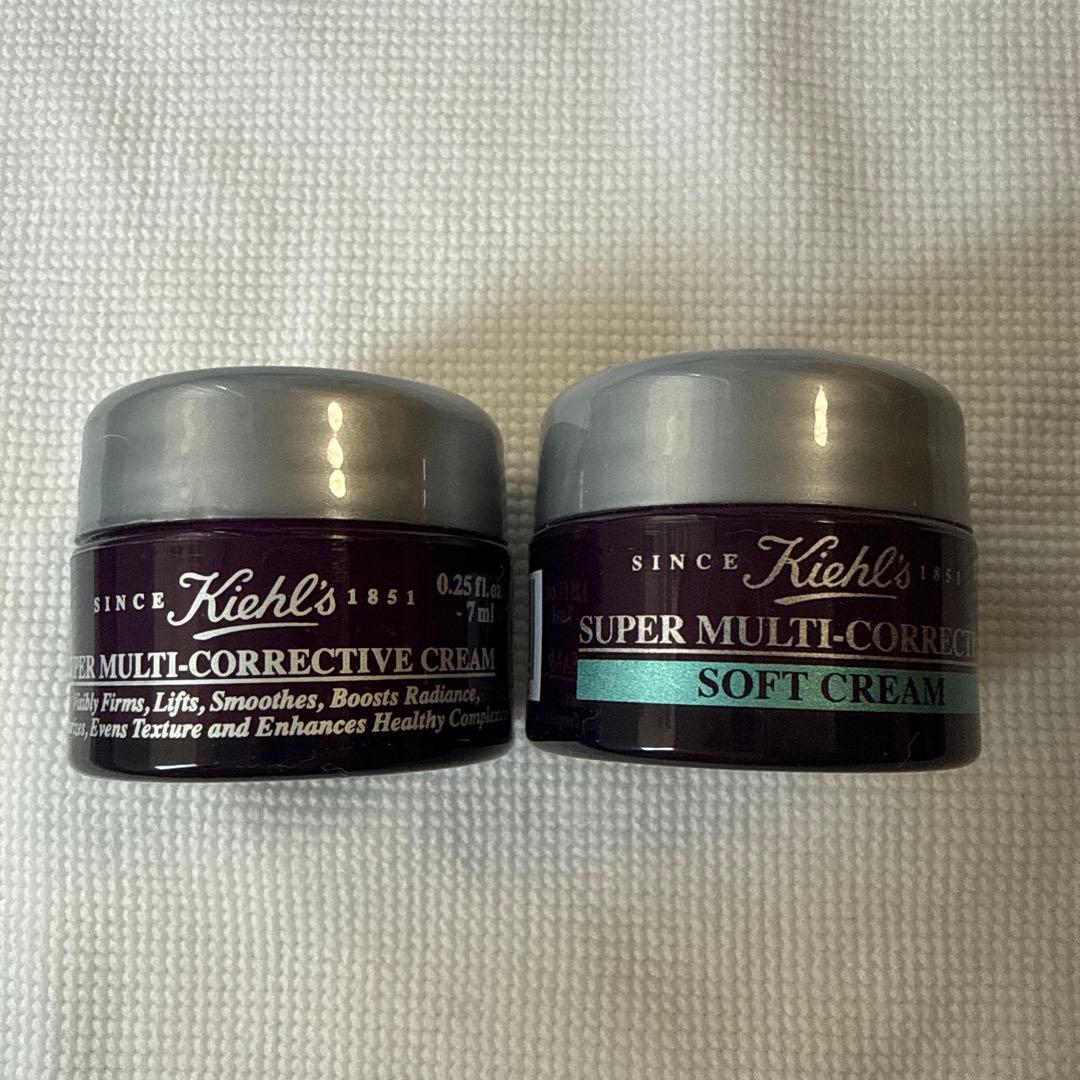 SINCE Kiehl's 1851
0.25 fl.oz
- 7 ml
PER MULTI-CORRECTIVE CREAM
Visibly Firms, Lifts, Smoothes, Boosts Radiance,
Evens Texture and Enhances Healthy
SINCE Kiehl's 1851
SUPER MULTI-CORRECTI
SOFT CREAM